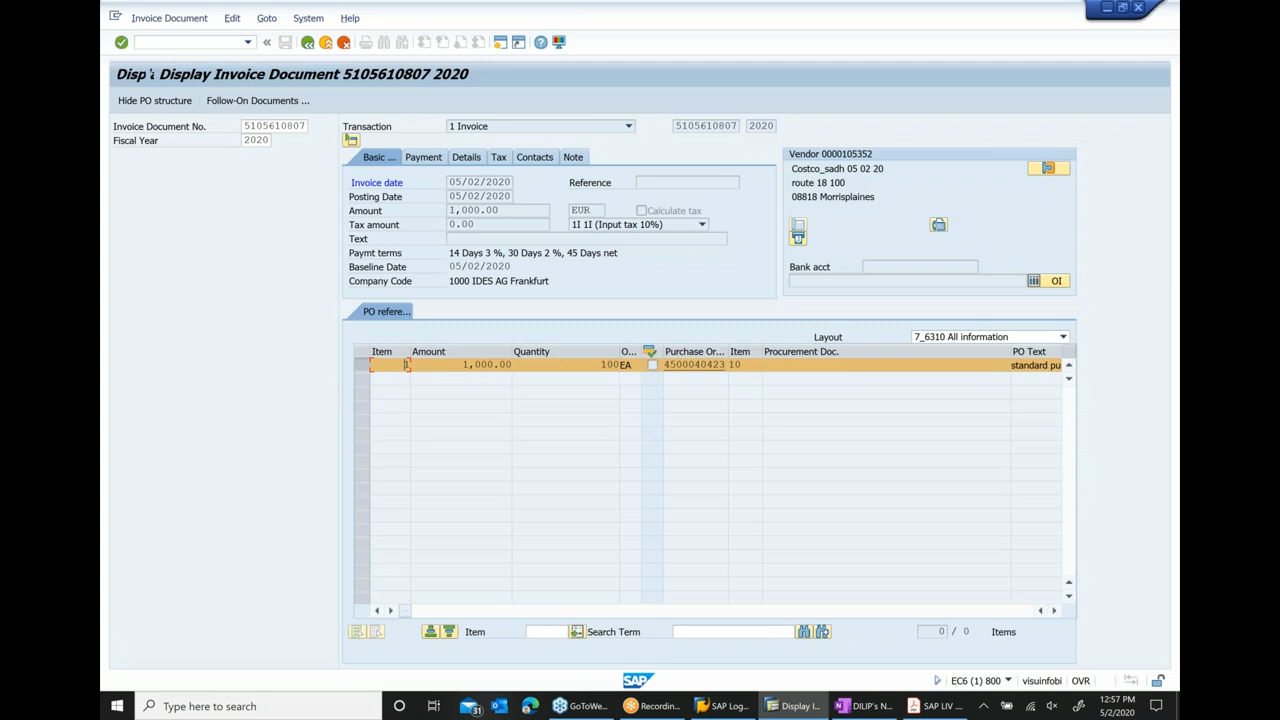 Invoice Document Edit Goto System Help
Disp Display Invoice Document 5105610807 2020
Hide PO structure Follow-On Documents ...
Invoice Document No. 5105610807 Transaction 1 Invoice 5105610807 2020
Fiscal Year 2020
Basic ... Payment Details Tax Contacts Note
Invoice date 05/02/2020 Reference
Posting Date 05/02/2020
Amount 1,000.00 EUR Calculate tax
Tax amount 0.00 1I 1I (Input tax 10%)
Text
Paymt terms 14 Days 3 %, 30 Days 2 %, 45 Days net
Baseline Date 05/02/2020
Company Code 1000 IDES AG Frankfurt
Vendor 0000105352
Costco_sadh 05 02 20
route 18 100
08818 Morrisplaines
Bank acct
OI
PO refere...
Layout 7_6310 All information
Item Amount Quantity O... Purchase Or... Item Procurement Doc. PO Text
1 1,000.00 100 EA 4500040423 10 standard pu
Item Search Term 0 / 0 Items
SAP EC6 (1) 800 visuinfobi OVR
Type here to search 31 GoToWe... Recordin... SAP Log... Display I... DILIP's N... SAP LIV ... 12:57 PM
5/2/2020